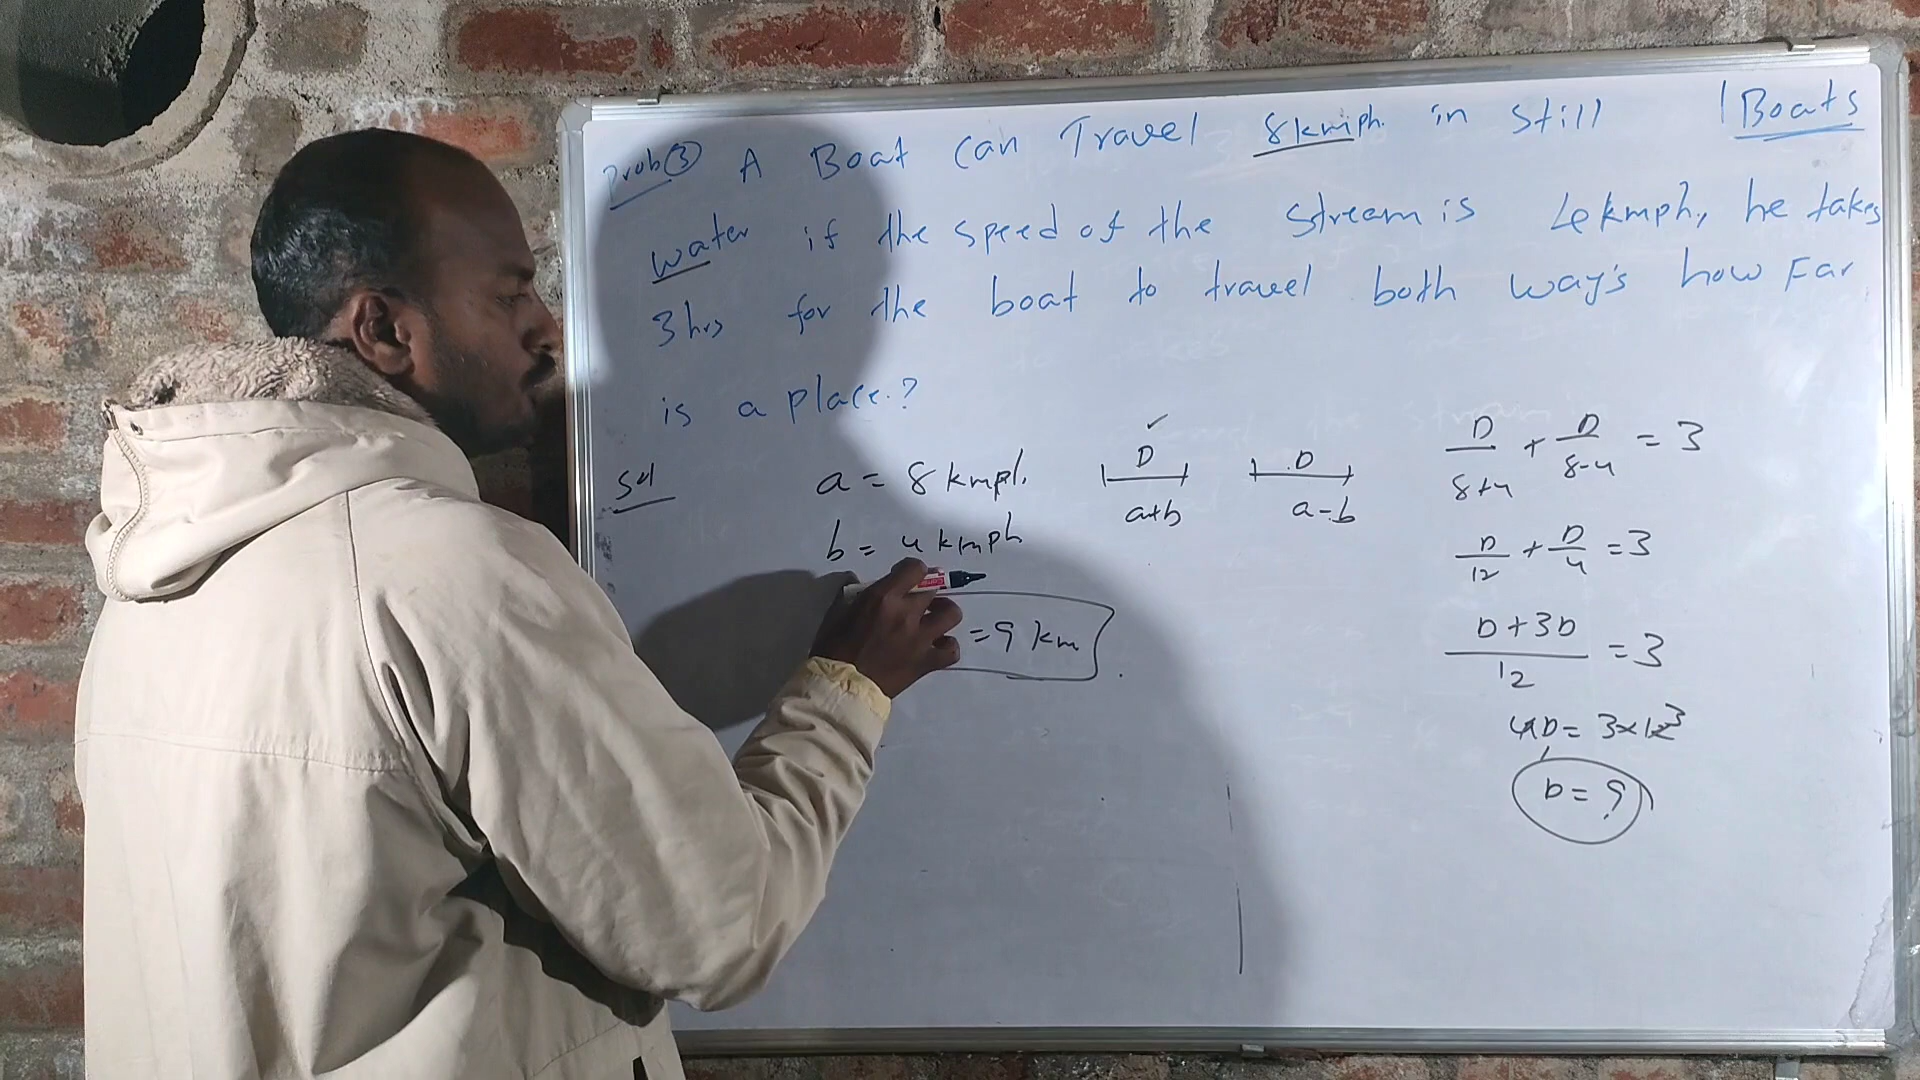 Prob③ A Boat can Travel 8kmph. in still
water if the speed of the stream is 4kmph, he takes
3hrs for the boat to travel both way's how Far
is a place.?
Boats
Sol
a = 8 kmph.
b = 4 kmph
= 9 km
D
a+b
D
a-b
D/8+4 + D/8-4 = 3
D/12 + D/4 = 3
D+3D/12 = 3
4D = 3×12 3
D = 9